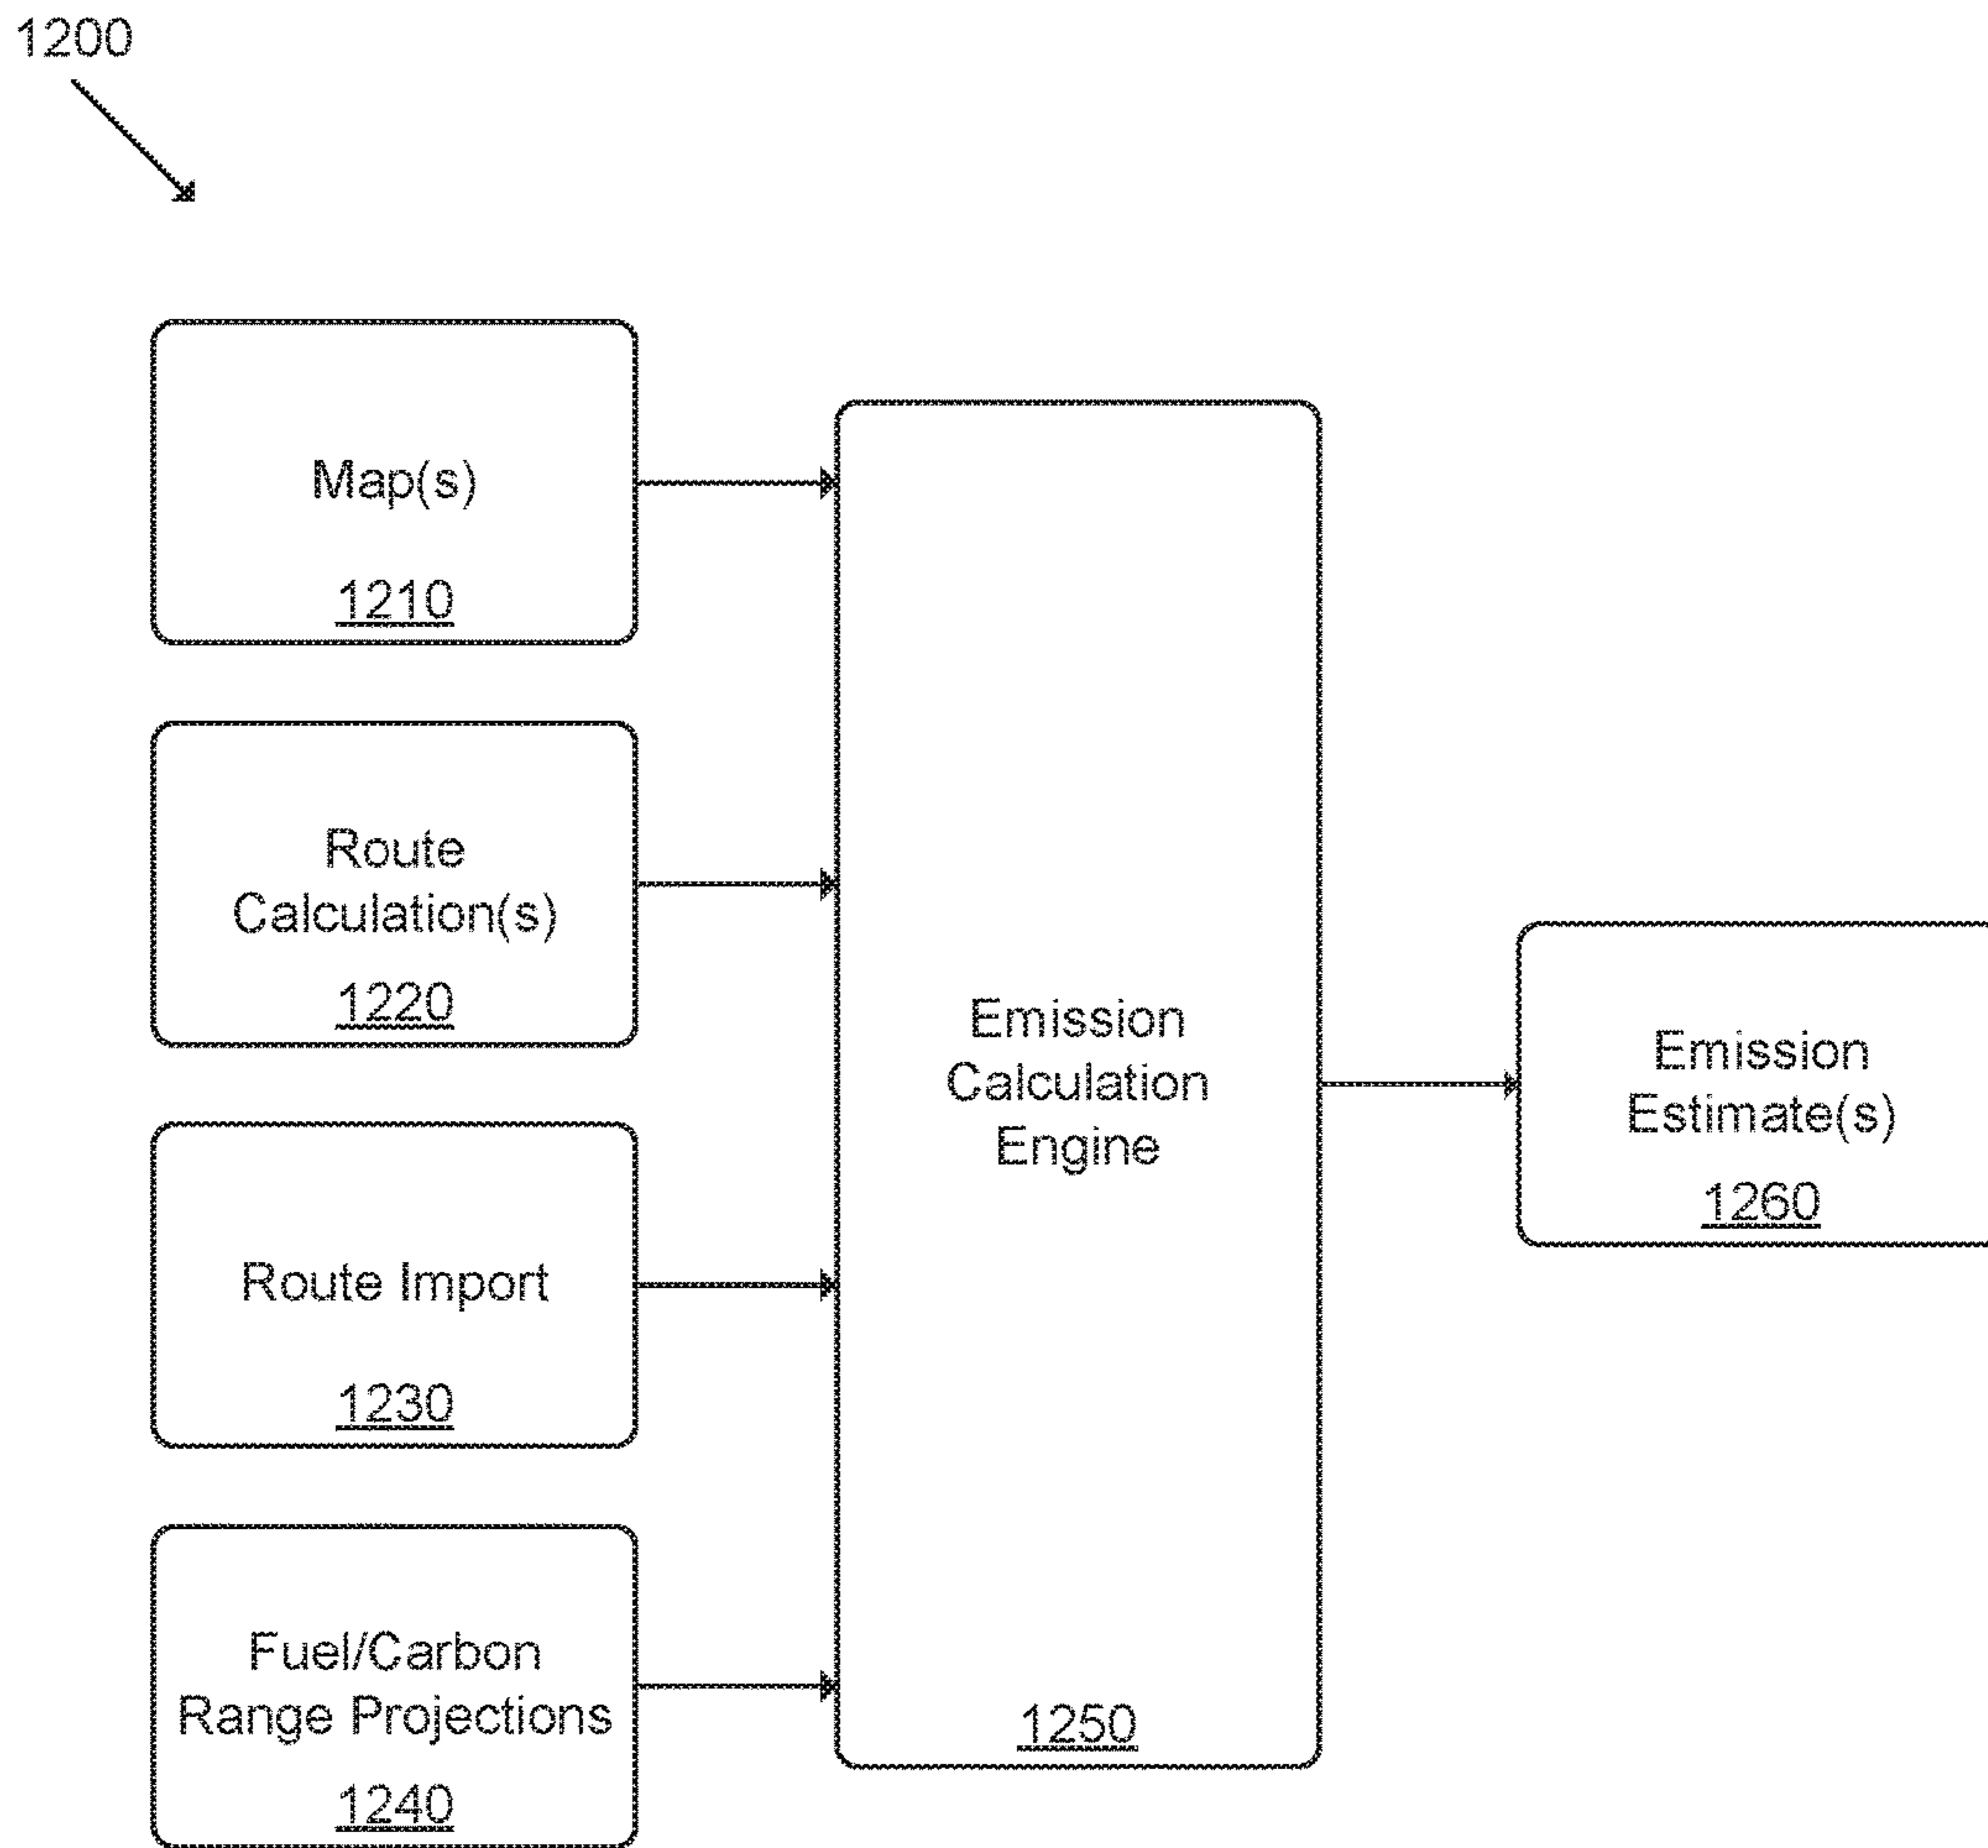 1200
Map(s)
1210
Route
Calculation(s)
1220
Route Import
1230
Fuel/Carbon
Range Projections
1240
Emission
Calculation
Engine
1250
Emission
Estimate(s)
1260